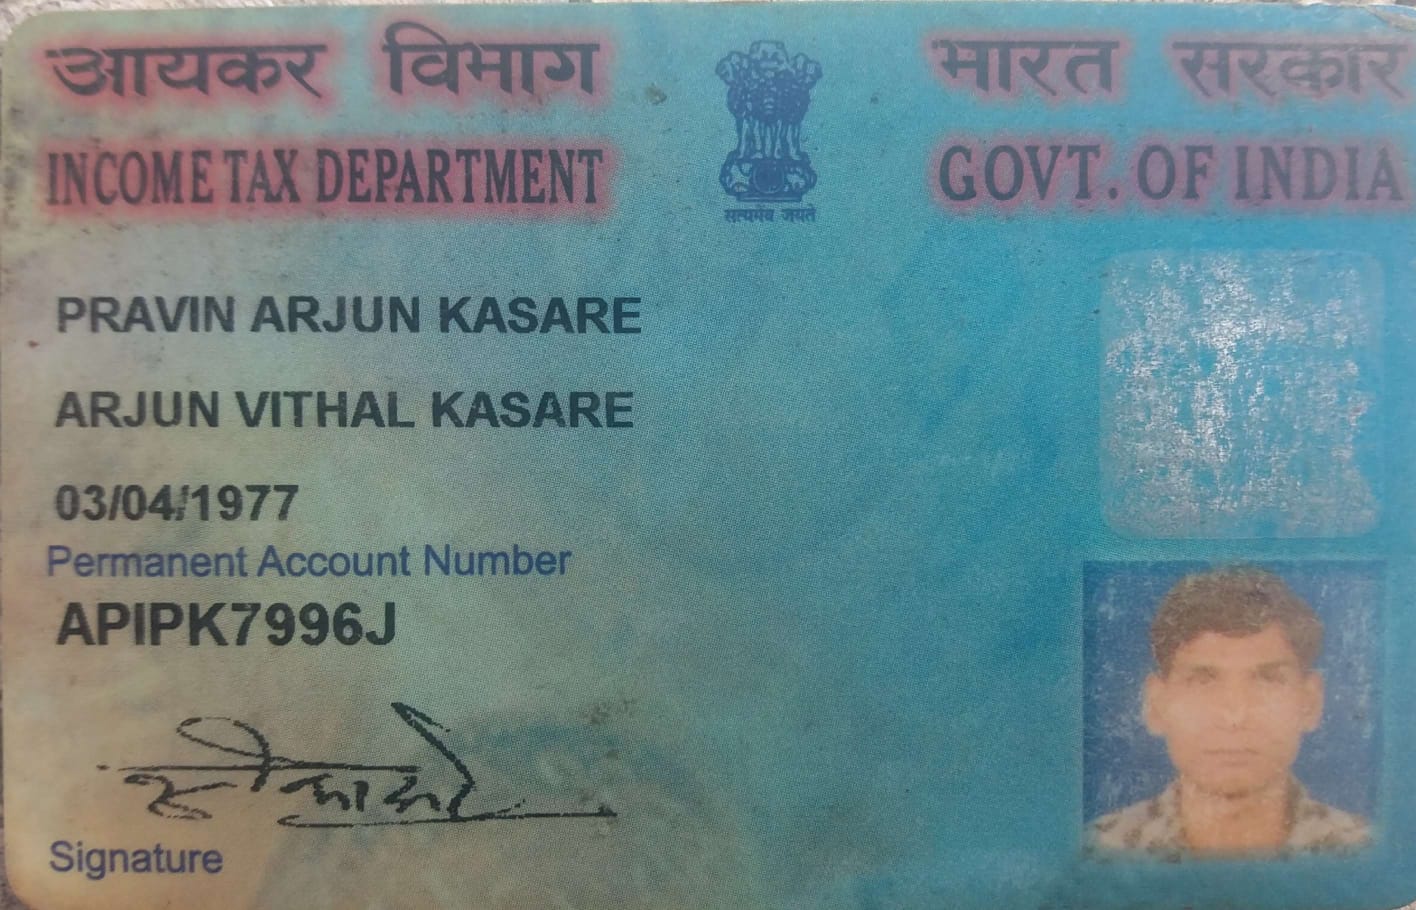 आयकर विभाग
INCOME TAX DEPARTMENT
सत्यमेव जयते
भारत सरकार
GOVT. OF INDIA
PRAVIN ARJUN KASARE
ARJUN VITHAL KASARE
03/04/1977
Permanent Account Number
APIPK7996J
Signature